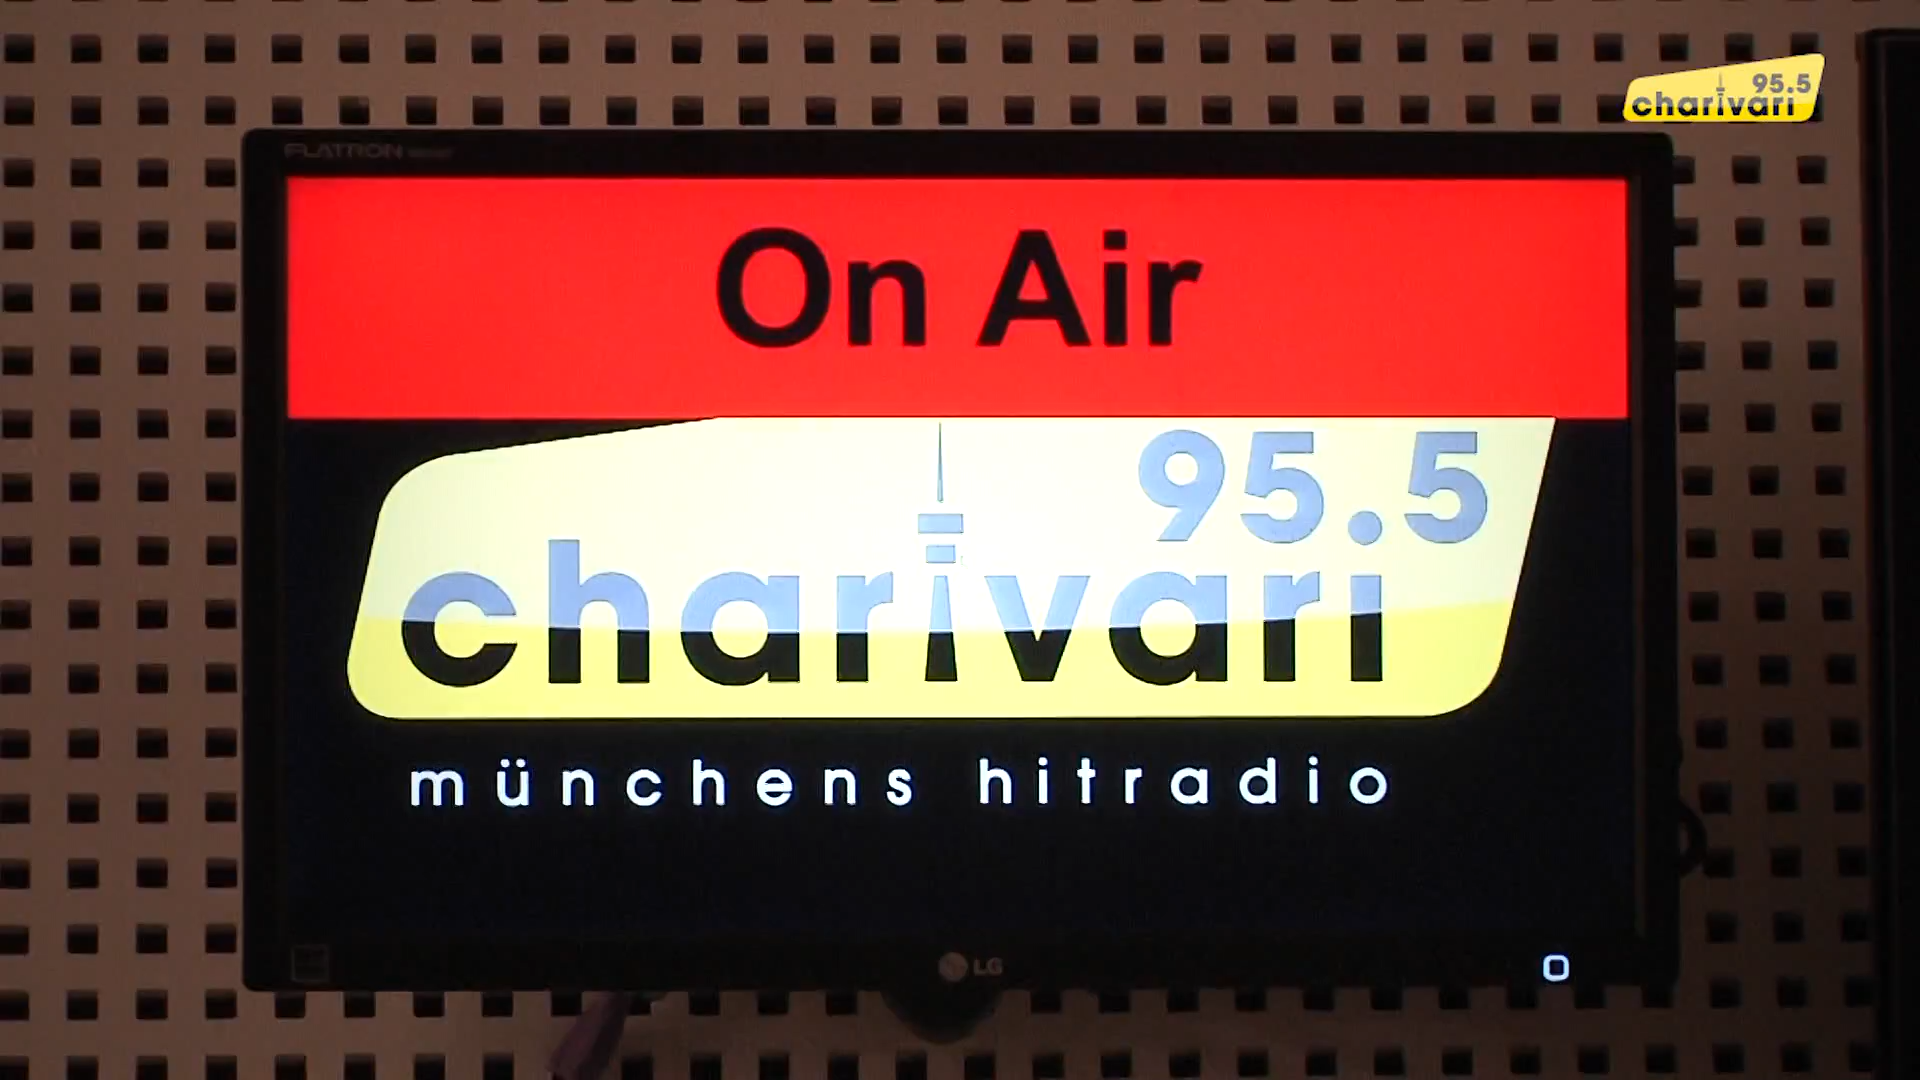 95.5
charivari
FLATRON
On Air
95.5
charivari
münchens hitradio
LG